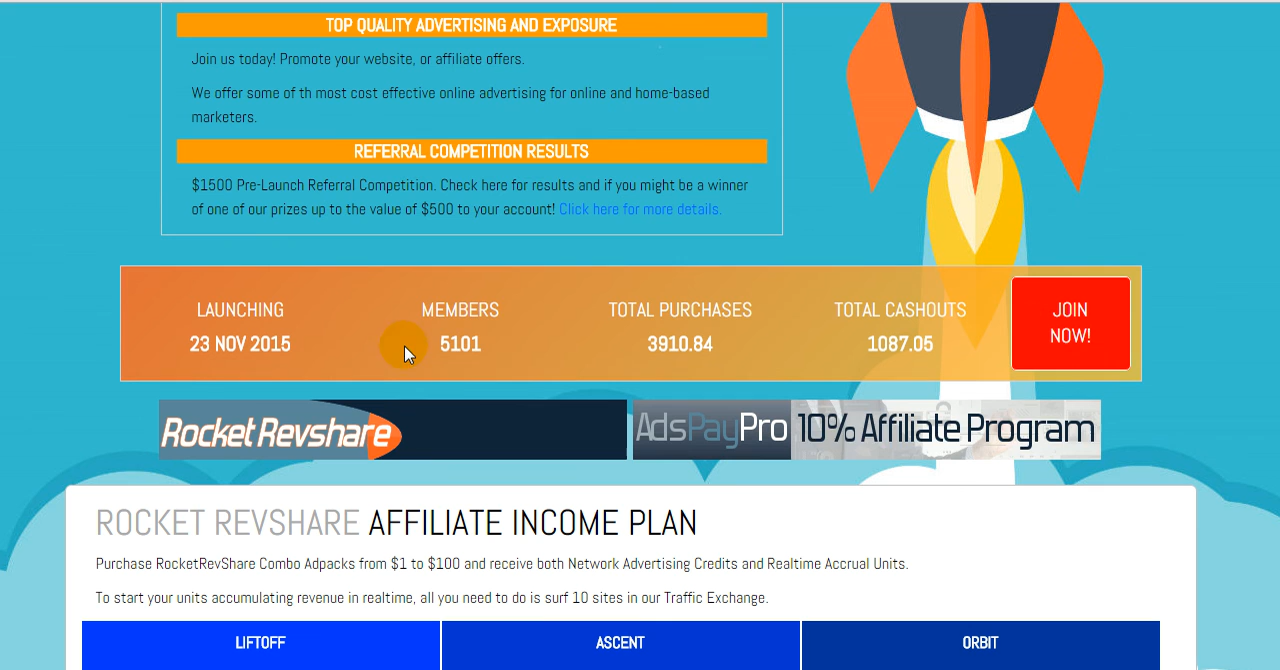 TOP QUALITY ADVERTISING AND EXPOSURE
Join us today! Promote your website, or affiliate offers.
We offer some of th most cost effective online advertising for online and home-based
marketers.
REFERRAL COMPETITION RESULTS
$1500 Pre-Launch Referral Competition. Check here for results and if you might be a winner
of one of our prizes up to the value of $500 to your account! Click here for more details.
LAUNCHING
23 NOV 2015
MEMBERS
5101
TOTAL PURCHASES
3910.84
TOTAL CASHOUTS
1087.05
JOIN
NOW!
Rocket Revshare
AdsPayPro 10% Affiliate Program
ROCKET REVSHARE AFFILIATE INCOME PLAN
Purchase RocketRevShare Combo Adpacks from $1 to $100 and receive both Network Advertising Credits and Realtime Accrual Units.
To start your units accumulating revenue in realtime, all you need to do is surf 10 sites in our Traffic Exchange.
LIFTOFF
ASCENT
ORBIT